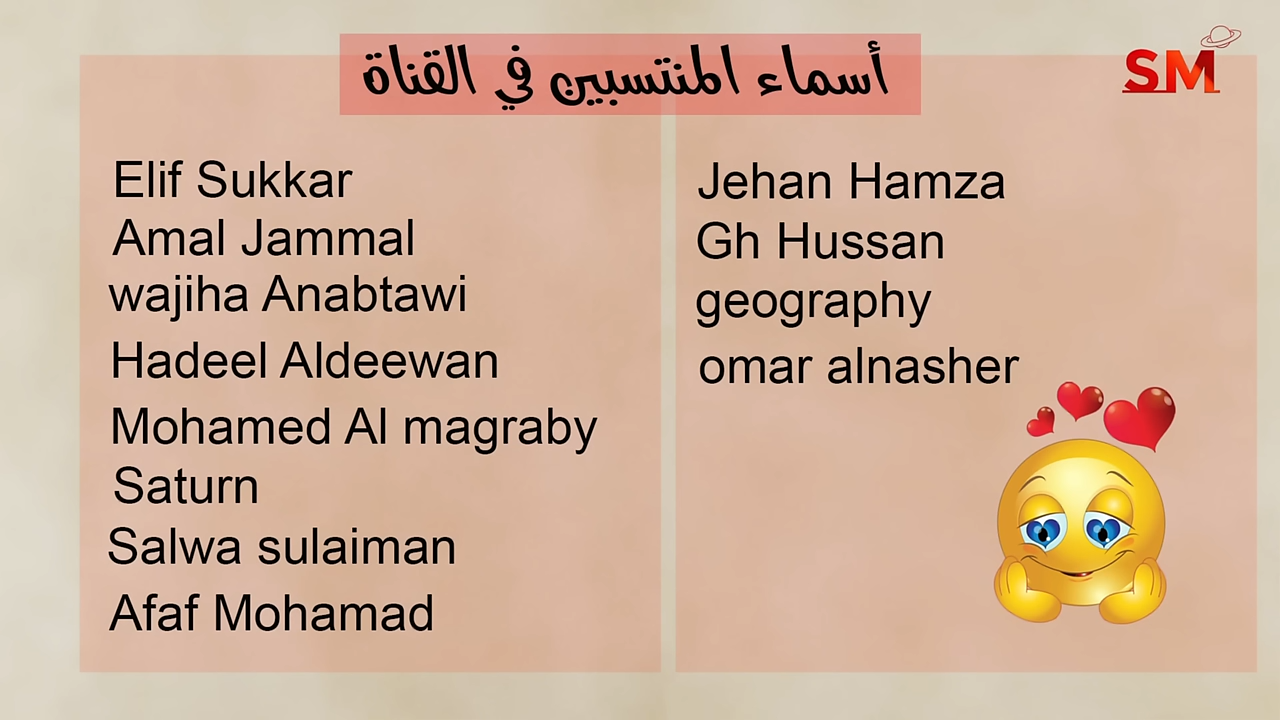 أسماء المنتسبين في القناة
SM
Elif Sukkar
Amal Jammal
wajiha Anabtawi
Hadeel Aldeewan
Mohamed Al magraby
Saturn
Salwa sulaiman
Afaf Mohamad
Jehan Hamza
Gh Hussan
geography
omar alnasher